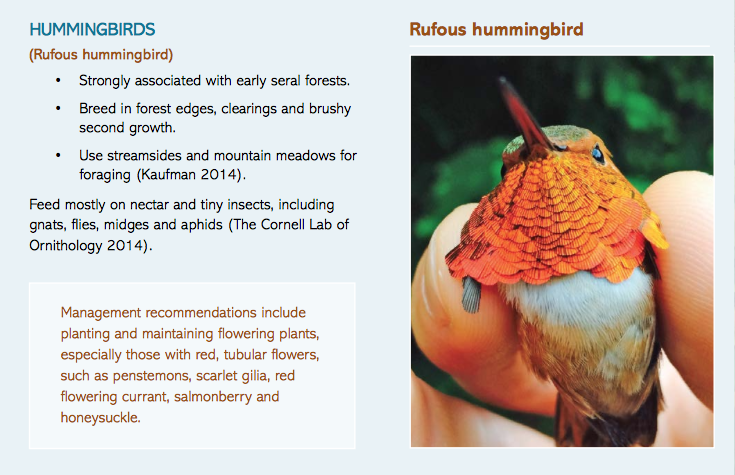 HUMMINGBIRDS
(Rufous hummingbird)
• Strongly associated with early seral forests.
• Breed in forest edges, clearings and brushy
second growth.
• Use streamsides and mountain meadows for
foraging (Kaufman 2014).
Feed mostly on nectar and tiny insects, including
gnats, flies, midges and aphids (The Cornell Lab of
Ornithology 2014).
Management recommendations include
planting and maintaining flowering plants,
especially those with red, tubular flowers,
such as penstemons, scarlet gilia, red
flowering currant, salmonberry and
honeysuckle.
Rufous hummingbird